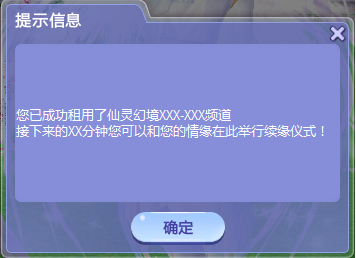 提示信息
您已成功租用了仙灵幻境XXX-XXX频道
接下来的XX分钟您可以和您的情缘在此举行续缘仪式！
确定